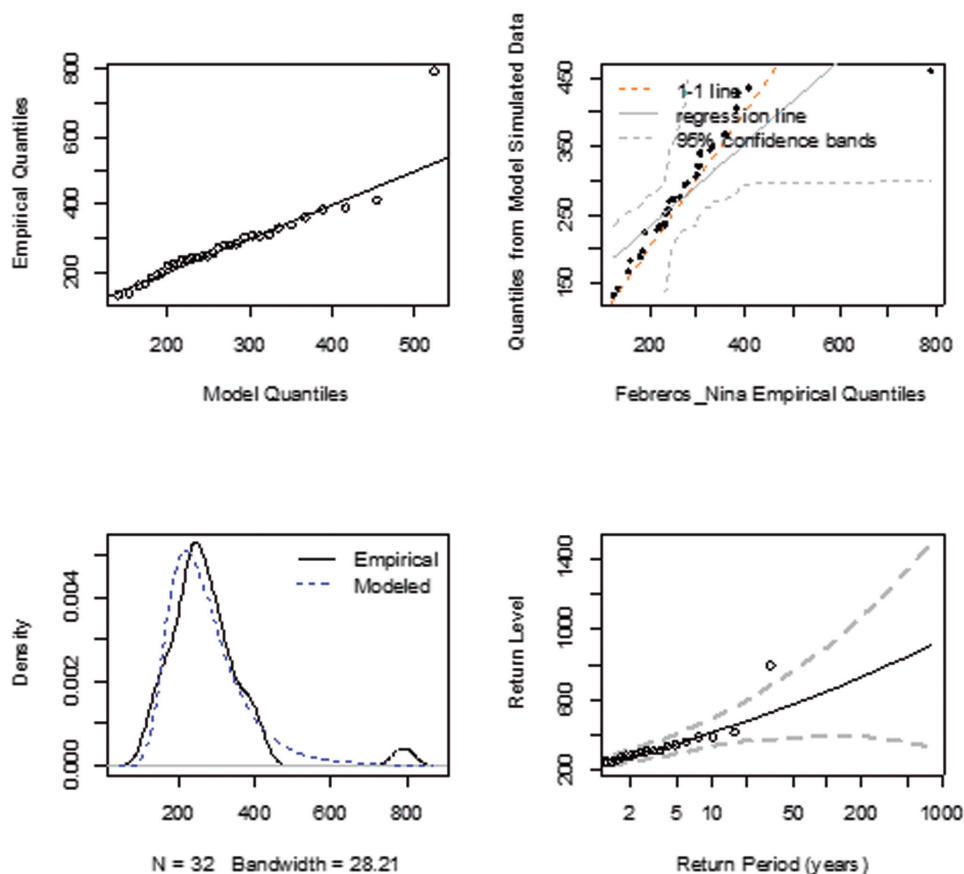 Empirical Quantiles
800
600
400
200
200 300 400 500
Model Quantiles
Quantiles from Model Simulated Data
450
350
250
150
1-1 line
regression line
95% confidence bands
200 400 600 800
Febreros_Nina Empirical Quantiles
Density
0.004
0.002
0.000
Empirical
Modeled
200 400 600 800
N = 32 Bandwidth = 28.21
Return Level
1400
1000
600
200
2 5 10 50 200 1000
Return Period (years)